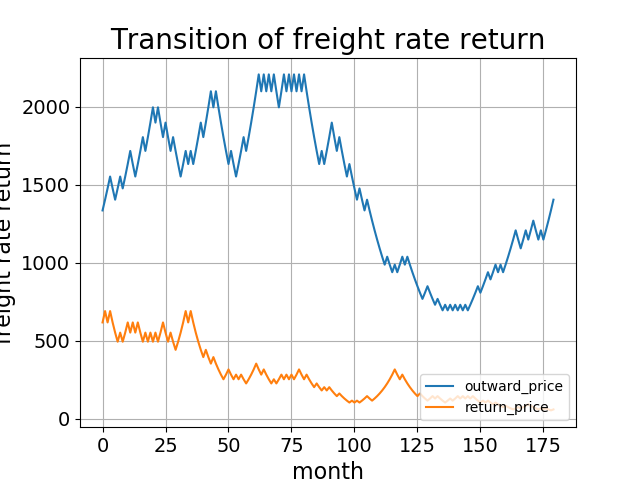 Transition of freight rate return
freight rate return
2000
1500
1000
500
0
0 25 50 75 100 125 150 175
month
outward_price
return_price